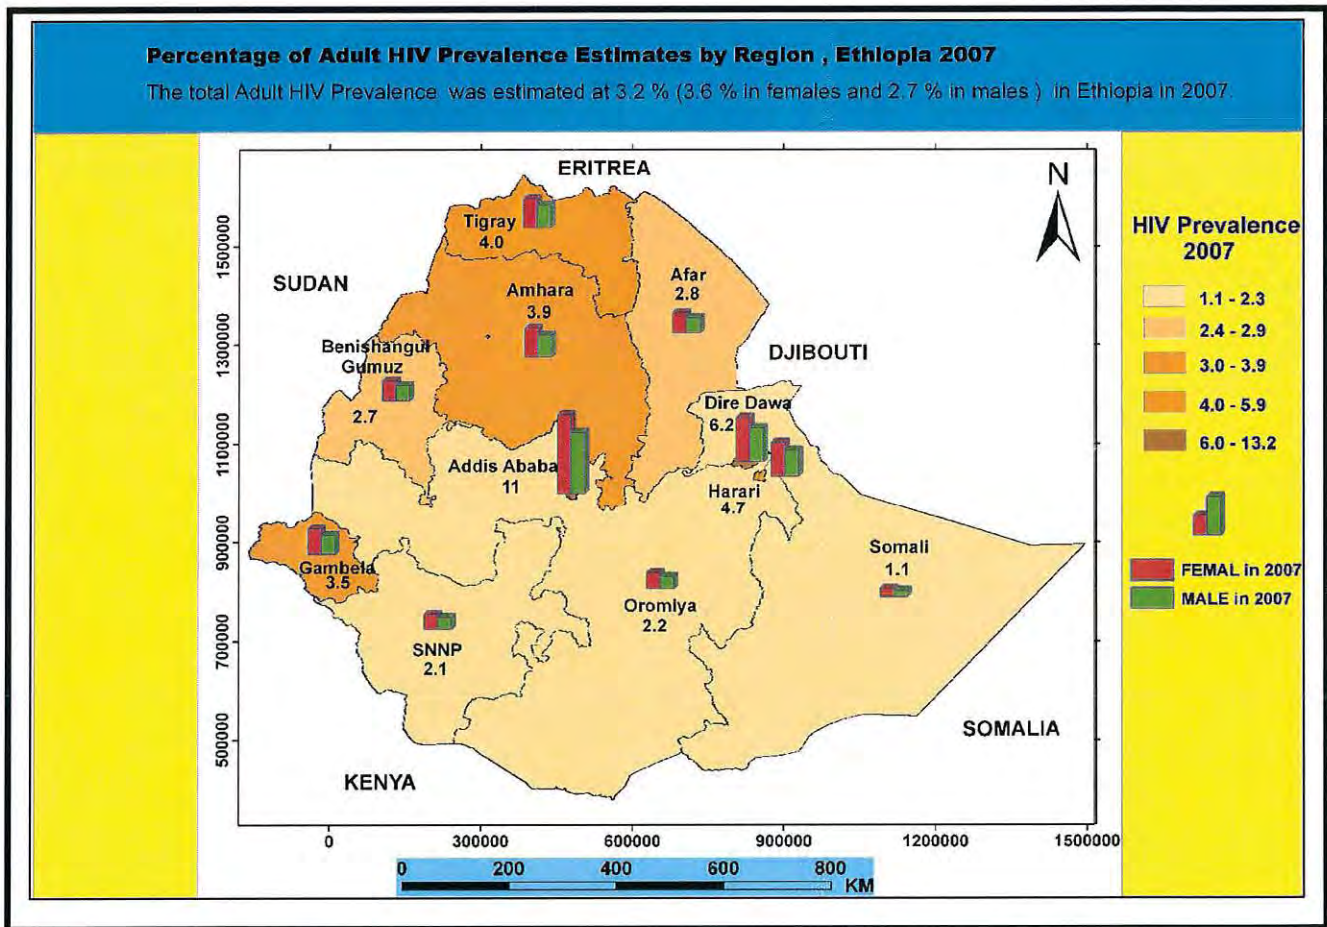 Percentage of Adult HIV Prevalence Estimates by Region , Ethiopia 2007
The total Adult HIV Prevalence was estimated at 3.2 % (3.6 % in females and 2.7 % in males ) in Ethiopia in 2007.
ERITREA
N
Tigray
4.0
SUDAN
Amhara
3.9
Afar
2.8
DJIBOUTI
Benishangul
Gumuz
2.7
Dire Dawa
6.2
Addis Ababa
11
Harari
4.7
Gambela
3.5
Somali
1.1
Oromiya
2.2
SNNP
2.1
SOMALIA
KENYA
1500000
1300000
1100000
900000
700000
500000
0 300000 600000 900000 1200000 1500000
0 200 400 600 800
KM
HIV Prevalence
2007
1.1 - 2.3
2.4 - 2.9
3.0 - 3.9
4.0 - 5.9
6.0 - 13.2
FEMAL in 2007
MALE in 2007